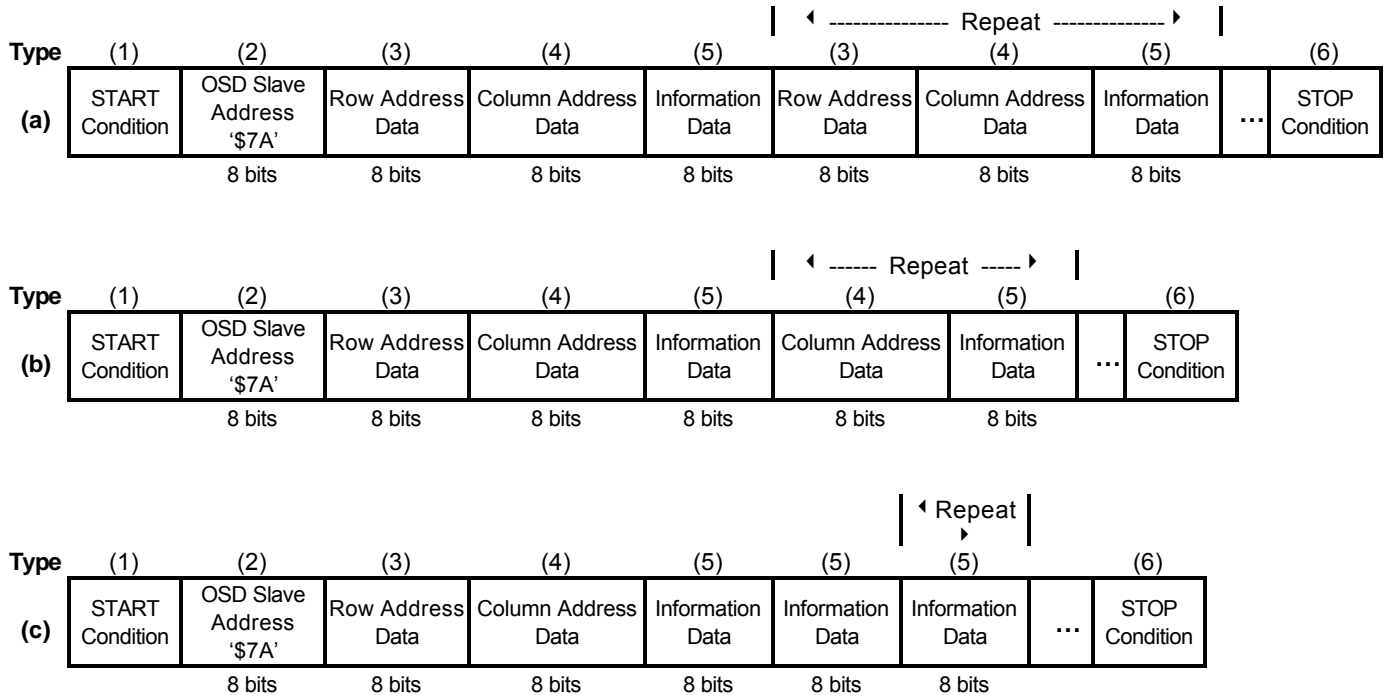 Repeat
Type (1) (2) (3) (4) (5) (3) (4) (5) (6)
(a) START Condition OSD Slave Address '$7A' Row Address Data Column Address Data Information Data Row Address Data Column Address Data Information Data ... STOP Condition
8 bits 8 bits 8 bits 8 bits 8 bits 8 bits 8 bits
Repeat
Type (1) (2) (3) (4) (5) (4) (5) (6)
(b) START Condition OSD Slave Address '$7A' Row Address Data Column Address Data Information Data Column Address Data Information Data ... STOP Condition
8 bits 8 bits 8 bits 8 bits 8 bits 8 bits
Repeat
Type (1) (2) (3) (4) (5) (5) (5) (6)
(c) START Condition OSD Slave Address '$7A' Row Address Data Column Address Data Information Data Information Data Information Data ... STOP Condition
8 bits 8 bits 8 bits 8 bits 8 bits 8 bits